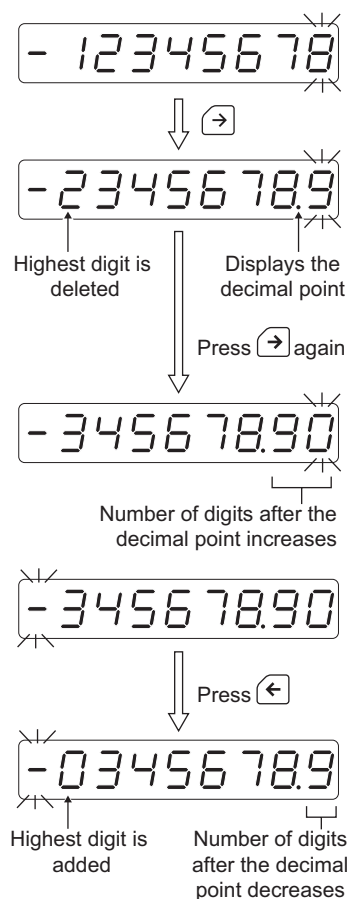 - 12345678
→
-2345678.9
Highest digit is
deleted
Displays the
decimal point
Press → again
-345678.90
Number of digits after the
decimal point increases
-345678.90
Press ←
-0345678.9
Highest digit is
added
Number of digits
after the decimal
point decreases